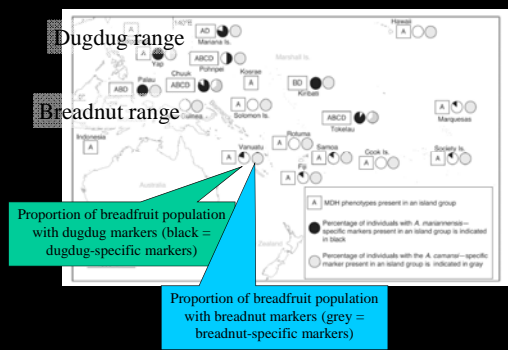 140°E
Hawaii
A
A
AD
Mariana Is.
Dugdug range
A
Yap
ABCD
Pohnpei
Marshall Is.
Chuuk
Kosrae
Palau
ABCD
A
BD
Kiribati
ABD
Breadnut range
A
Solomon Is.
ABCD
Tokelau
A
Marquesas
Indonesia
A
Rotuma
A
Vanuatu
A
Samoa
A
Cook Is.
A
Society Is.
A
Fiji
A
Australia
Zealand
A MDH phenotypes present in an island group
Percentage of individuals with A. mariannensis—
specific markers present in an island group is indicated
in black
Percentage of individuals with the A. camansi—specific
marker present in an island group is indicated in gray
Proportion of breadfruit population
with dugdug markers (black =
dugdug-specific markers)
Proportion of breadfruit population
with breadnut markers (grey =
breadnut-specific markers)